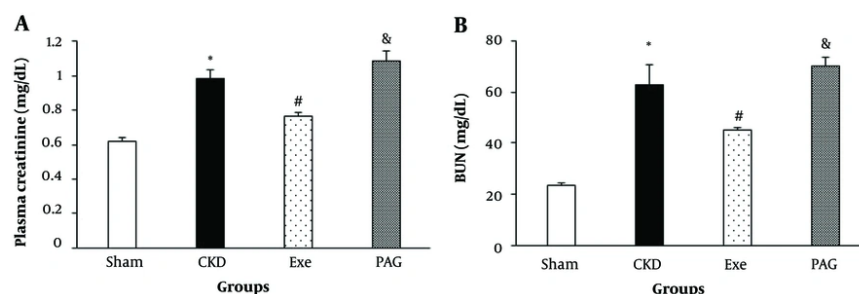 A
Plasma creatinine (mg/dL)
1.2
1
0.8
0.6
0.4
0.2
0
*
#
&
Sham CKD Exe PAG
Groups
B
BUN (mg/dL)
80
60
40
20
0
*
#
&
Sham CKD Exe PAG
Groups